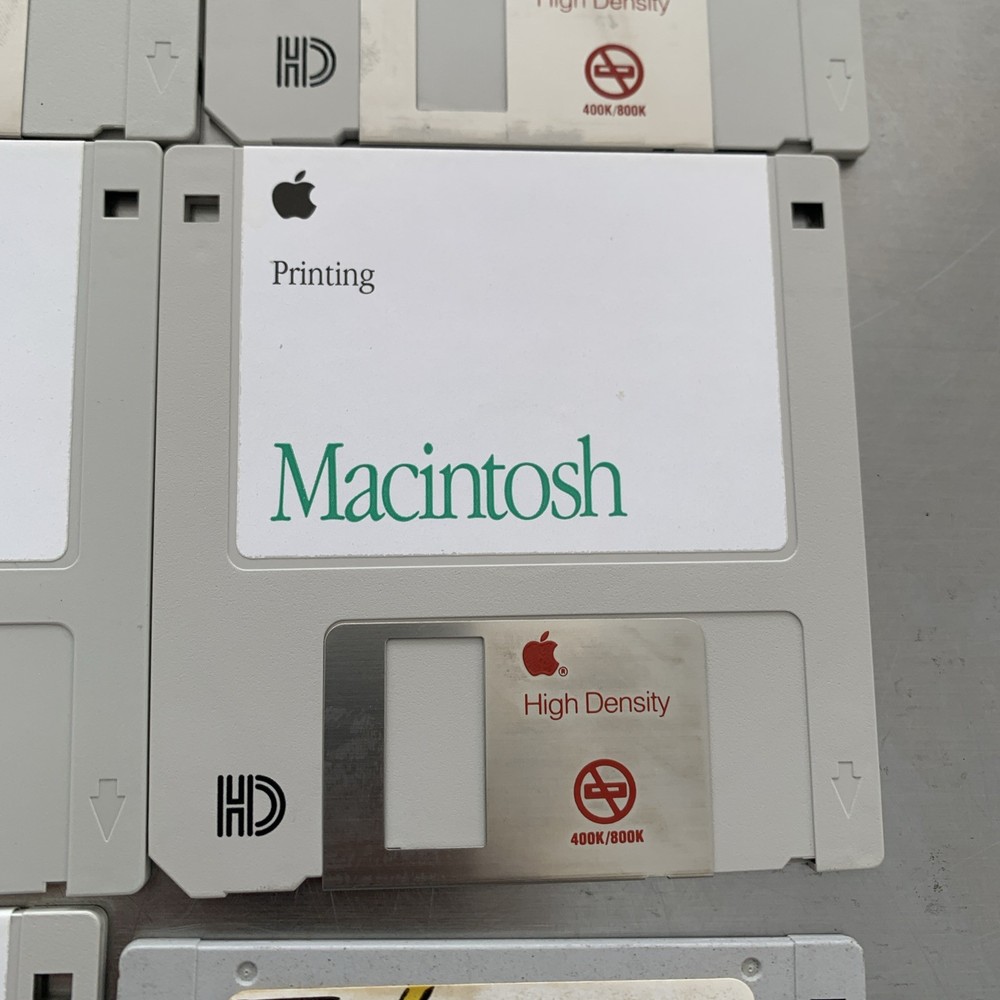 High Density
HD
400K/800K
Printing
Macintosh
®
High Density
HD
400K/800K